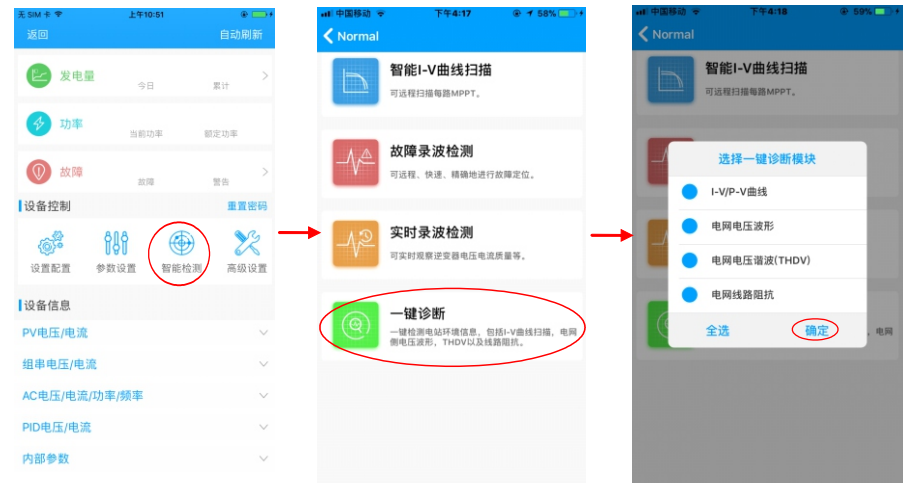 无 SIM 卡
上午10:51
返回
自动刷新
发电量
今日
累计
功率
当前功率
额定功率
故障
故障
警告
设备控制
重置密码
设置配置
参数设置
智能检测
高级设置
设备信息
PV电压/电流
组串电压/电流
AC电压/电流/功率/频率
PID电压/电流
内部参数
中国移动
下午4:17
58%
Normal
智能I-V曲线扫描
可远程扫描每路MPPT。
故障录波检测
可远程、快速、精确地进行故障定位。
实时录波检测
可实时观察逆变器电压电流质量等。
一键诊断
一键检测电站环境信息，包括I-V曲线扫描，电网
侧电压波形，THDV以及线路阻抗。
中国移动
下午4:18
59%
Normal
智能I-V曲线扫描
可远程扫描每路MPPT。
选择一键诊断模块
I-V/P-V曲线
电网电压波形
电网电压谐波(THDV)
电网线路阻抗
全选
确定
，电网